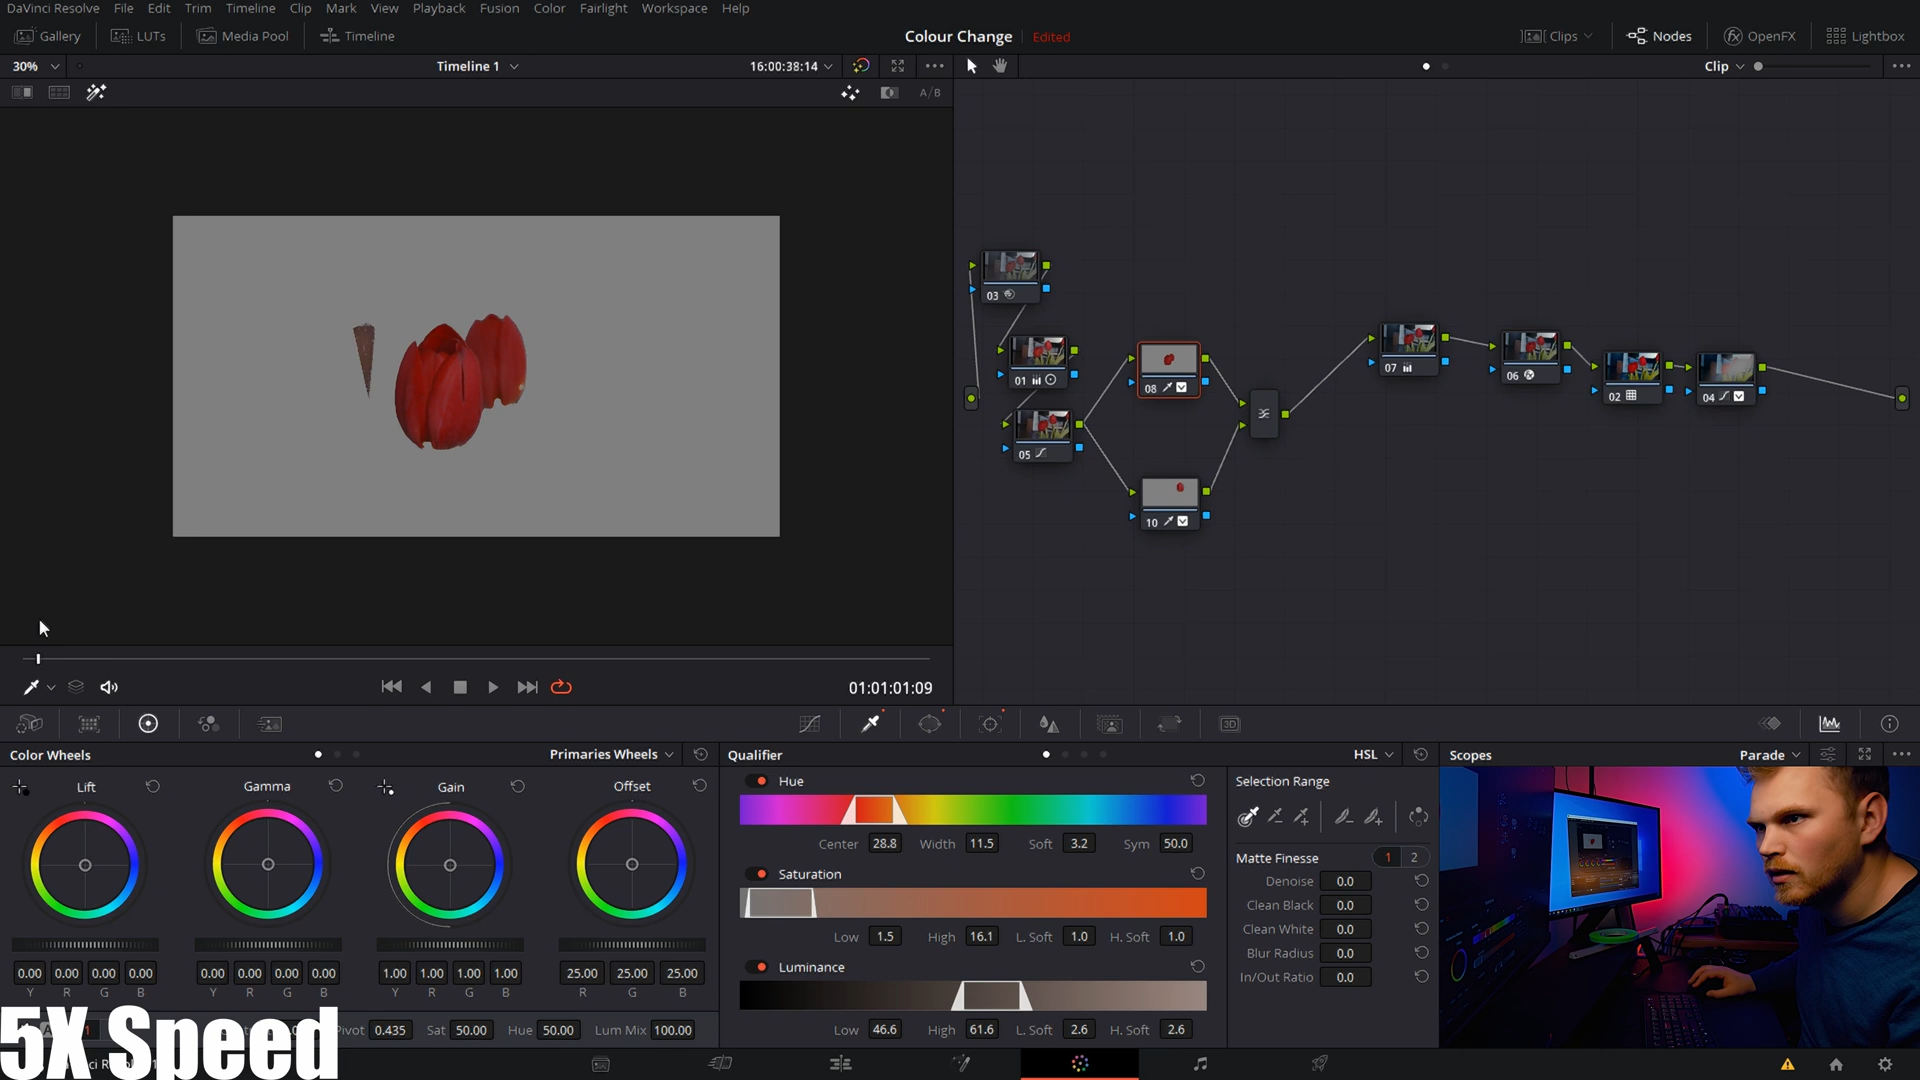 DaVinci Resolve File Edit Trim Timeline Clip Mark View Playback Fusion Color Fairlight Workspace Help
Gallery LUTs Media Pool Timeline Colour Change Edited Clips Nodes OpenFX Lightbox
30% Timeline 1 16:00:38:14 Clip
A/B
03
01
05
08
10
07
06
02
04
01:01:01:09
3D
Color Wheels Primaries Wheels Qualifier HSL Scopes Parade
Lift Gamma Gain Offset
Hue
Selection Range
Center 28.8 Width 11.5 Soft 3.2 Sym 50.0
Matte Finesse 1 2
Saturation
Denoise 0.0
Clean Black 0.0
Low 1.5 High 16.1 L. Soft 1.0 H. Soft 1.0
Clean White 0.0
Blur Radius 0.0
Luminance
In/Out Ratio 0.0
0.00 0.00 0.00 0.00 0.00 0.00 0.00 0.00 1.00 1.00 1.00 1.00 25.00 25.00 25.00
Y R G B Y R G B Y R G B R G B
Low 46.6 High 61.6 L. Soft 2.6 H. Soft 2.6
Pivot 0.435 Sat 50.00 Hue 50.00 Lum Mix 100.00
5X Speed